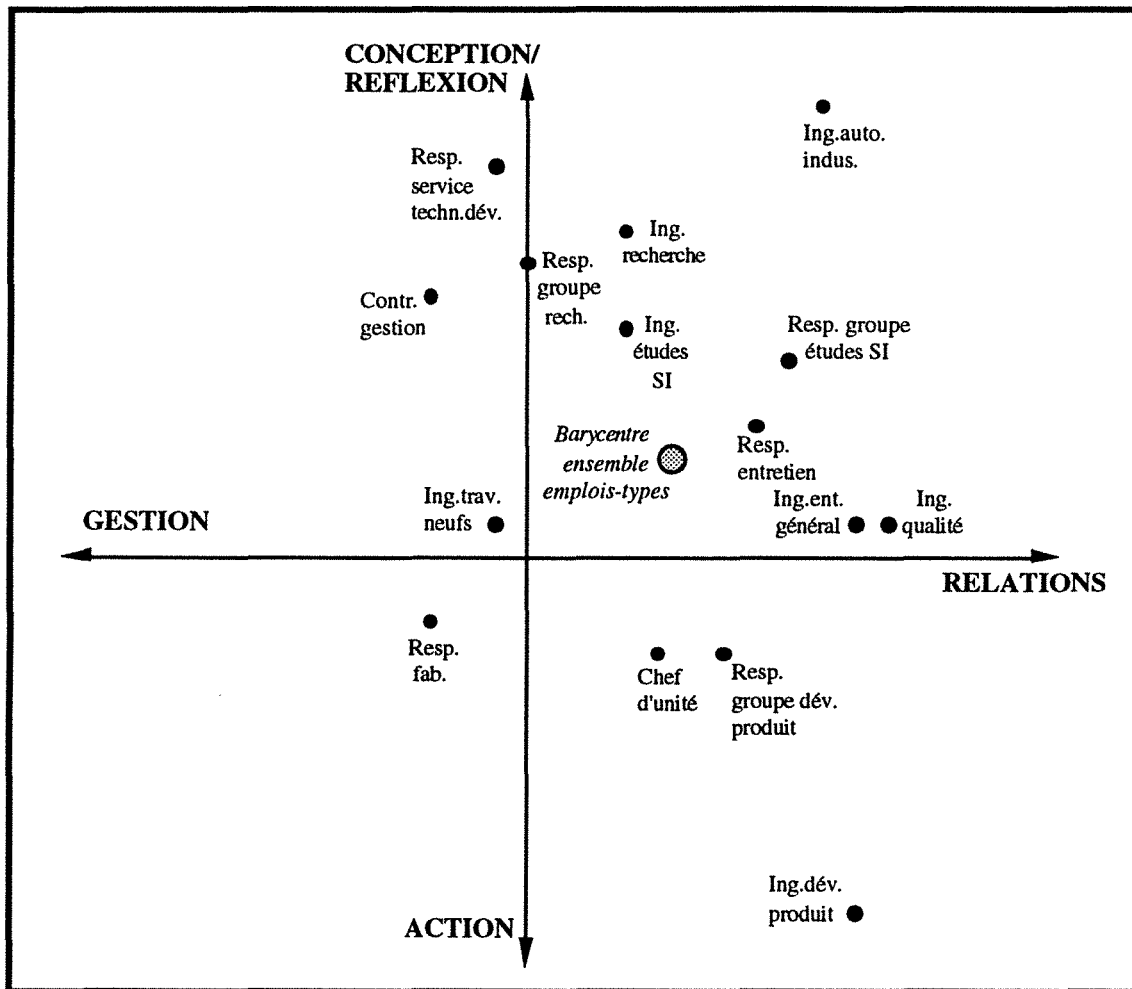 CONCEPTION/
REFLEXION
Ing.auto.
indus.
Resp.
service
techn.dév.
Ing.
recherche
Resp.
groupe
rech.
Contr.
gestion
Ing.
études
SI
Resp. groupe
études SI
Barycentre
ensemble
emplois-types
Resp.
entretien
Ing.trav.
neufs
Ing.ent.
général
Ing.
qualité
GESTION
RELATIONS
Resp.
fab.
Chef
d'unité
Resp.
groupe dév.
produit
Ing.dév.
produit
ACTION